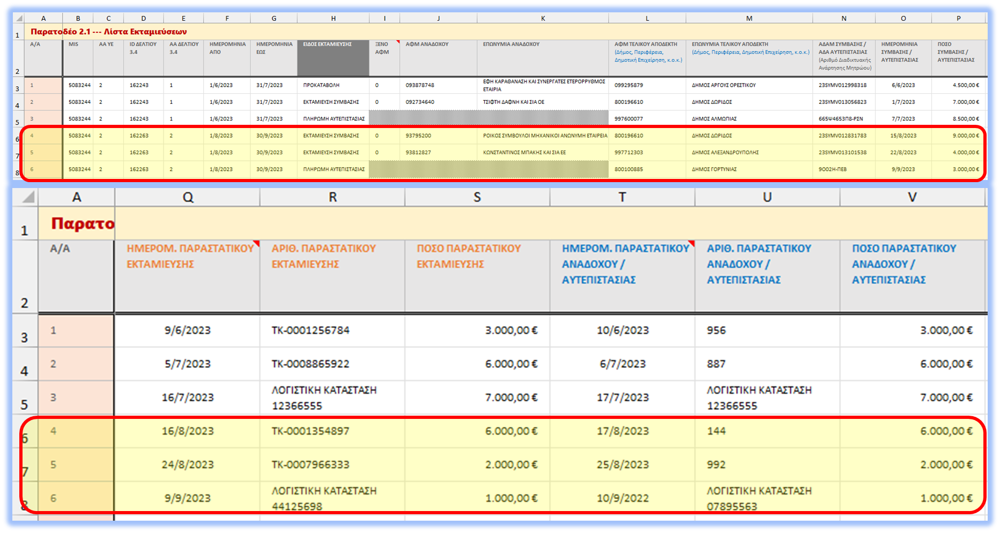 A B C D E F G H I J K L M N O P
1 Παρατοδέο 2.1 --- Λίστα Εκταμιεύσεων
2 Α/Α MIS ΑΑ ΥΕ ID ΔΕΛΤΙΟΥ ΑΑ ΔΕΛΤΙΟΥ ΗΜΕΡΟΜΗΝΙΑ ΗΜΕΡΟΜΗΝΙΑ ΕΙΔΟΣ ΕΚΤΑΜΙΕΥΣΗΣ ΞΕΝΟ ΑΦΜ ΑΝΑΔΟΧΟΥ ΕΠΩΝΥΜΙΑ ΑΝΑΔΟΧΟΥ ΑΦΜ ΤΕΛΙΚΟΥ ΑΠΟΔΕΚΤΗ ΕΠΩΝΥΜΙΑ ΤΕΛΙΚΟΥ ΑΠΟΔΕΚΤΗ ΑΔΑΜ ΣΥΜΒΑΣΗΣ / ΗΜΕΡΟΜΗΝΙΑ ΠΟΣΟ
3.4 3.4 ΑΠΟ ΕΩΣ ΑΦΜ (Δήμος, Περιφέρεια, (Δήμος, Περιφέρεια, Δημοτική Επιχείρηση, κ.ο.κ.) ΑΔΑ ΑΥΤΕΠΙΣΤΑΣΙΑΣ ΣΥΜΒΑΣΗΣ / ΣΥΜΒΑΣΗΣ /
Δημοτική Επιχείρηση, κ.ο.κ.) (Αριθμό Διαδικτυακής ΑΥΤΕΠΙΣΤΑΣΙΑΣ ΑΥΤΕΠΙΣΤΑΣΙΑΣ
Ανάρτησης Μητρώου)
3 1 5083244 2 162243 1 1/6/2023 31/7/2023 ΠΡΟΚΑΤΑΒΟΛΗ 0 093878748 ΕΦΗ ΚΑΡΑΘΑΝΑΣΗ ΚΑΙ ΣΥΝΕΡΓΑΤΕΣ ΕΤΕΡΟΡΡΥΘΜΟΣ 099295879 ΔΗΜΟΣ ΑΡΓΟΥΣ ΟΡΕΣΤΙΚΟΥ 23SYMV012998318 6/6/2023 4.500,00 €
ΕΤΑΙΡΙΑ
4 2 5083244 2 162243 1 1/6/2023 31/7/2023 ΕΚΤΑΜΙΕΥΣΗ ΣΥΜΒΑΣΗΣ 0 092734640 ΤΣΙΦΤΗ ΔΑΦΝΗ ΚΑΙ ΣΙΑ ΟΕ 800196610 ΔΗΜΟΣ ΔΩΡΙΔΟΣ 23SYMV013056823 1/7/2023 7.000,00 €
5 3 5083244 2 162243 1 1/6/2023 31/7/2023 ΠΛΗΡΩΜΗ ΑΥΤΕΠΙΣΤΑΣΙΑΣ 997600077 ΔΗΜΟΣ ΑΛΜΩΠΙΑΣ 665Ψ4653Π8-ΡΣΝ 7/7/2023 8.500,00 €
6 4 5083244 2 162263 2 1/8/2023 30/9/2023 ΕΚΤΑΜΙΕΥΣΗ ΣΥΜΒΑΣΗΣ 0 93795200 ΡΟΙΚΟΣ ΣΥΜΒΟΥΛΟΙ ΜΗΧΑΝΙΚΟΙ ΑΝΩΝΥΜΗ ΕΤΑΙΡΕΙΑ 800196610 ΔΗΜΟΣ ΔΩΡΙΔΟΣ 23SYMV012831783 15/8/2023 9.000,00 €
7 5 5083244 2 162263 2 1/8/2023 30/9/2023 ΕΚΤΑΜΙΕΥΣΗ ΣΥΜΒΑΣΗΣ 0 93812827 ΚΩΝΣΤΑΝΤΙΝΟΣ ΜΠΑΚΗΣ ΚΑΙ ΣΙΑ ΕΕ 997712303 ΔΗΜΟΣ ΑΛΕΞΑΝΔΡΟΥΠΟΛΗΣ 23SYMV013101538 22/8/2023 4.000,00 €
8 6 5083244 2 162263 2 1/8/2023 30/9/2023 ΠΛΗΡΩΜΗ ΑΥΤΕΠΙΣΤΑΣΙΑΣ 800100885 ΔΗΜΟΣ ΓΟΡΤΥΝΙΑΣ 9Ο02Η-ΠΕΒ 9/9/2023 3.000,00 €
A Q R S T U V
1 Παρατο
2 Α/Α ΗΜΕΡΟΜ. ΠΑΡΑΣΤΑΤΙΚΟΥ ΑΡΙΘ. ΠΑΡΑΣΤΑΤΙΚΟΥ ΠΟΣΟ ΠΑΡΑΣΤΑΤΙΚΟΥ ΗΜΕΡΟΜ. ΠΑΡΑΣΤΑΤΙΚΟΥ ΑΡΙΘ. ΠΑΡΑΣΤΑΤΙΚΟΥ ΠΟΣΟ ΠΑΡΑΣΤΑΤΙΚΟΥ
ΕΚΤΑΜΙΕΥΣΗΣ ΕΚΤΑΜΙΕΥΣΗΣ ΕΚΤΑΜΙΕΥΣΗΣ ΑΝΑΔΟΧΟΥ / ΑΝΑΔΟΧΟΥ / ΑΝΑΔΟΧΟΥ /
ΑΥΤΕΠΙΣΤΑΣΙΑΣ ΑΥΤΕΠΙΣΤΑΣΙΑΣ ΑΥΤΕΠΙΣΤΑΣΙΑΣ
3 1 9/6/2023 ΤΚ-0001256784 3.000,00 € 10/6/2023 956 3.000,00 €
4 2 5/7/2023 ΤΚ-0008865922 6.000,00 € 6/7/2023 887 6.000,00 €
5 3 16/7/2023 ΛΟΓΙΣΤΙΚΗ ΚΑΤΑΣΤΑΣΗ 7.000,00 € 17/7/2023 ΛΟΓΙΣΤΙΚΗ ΚΑΤΑΣΤΑΣΗ 7.000,00 €
12366555 12366555
6 4 16/8/2023 ΤΚ-0001354897 6.000,00 € 17/8/2023 144 6.000,00 €
7 5 24/8/2023 ΤΚ-0007966333 2.000,00 € 25/8/2023 992 2.000,00 €
8 6 9/9/2023 ΛΟΓΙΣΤΙΚΗ ΚΑΤΑΣΤΑΣΗ 1.000,00 € 10/9/2022 ΛΟΓΙΣΤΙΚΗ ΚΑΤΑΣΤΑΣΗ 1.000,00 €
44125698 07895563